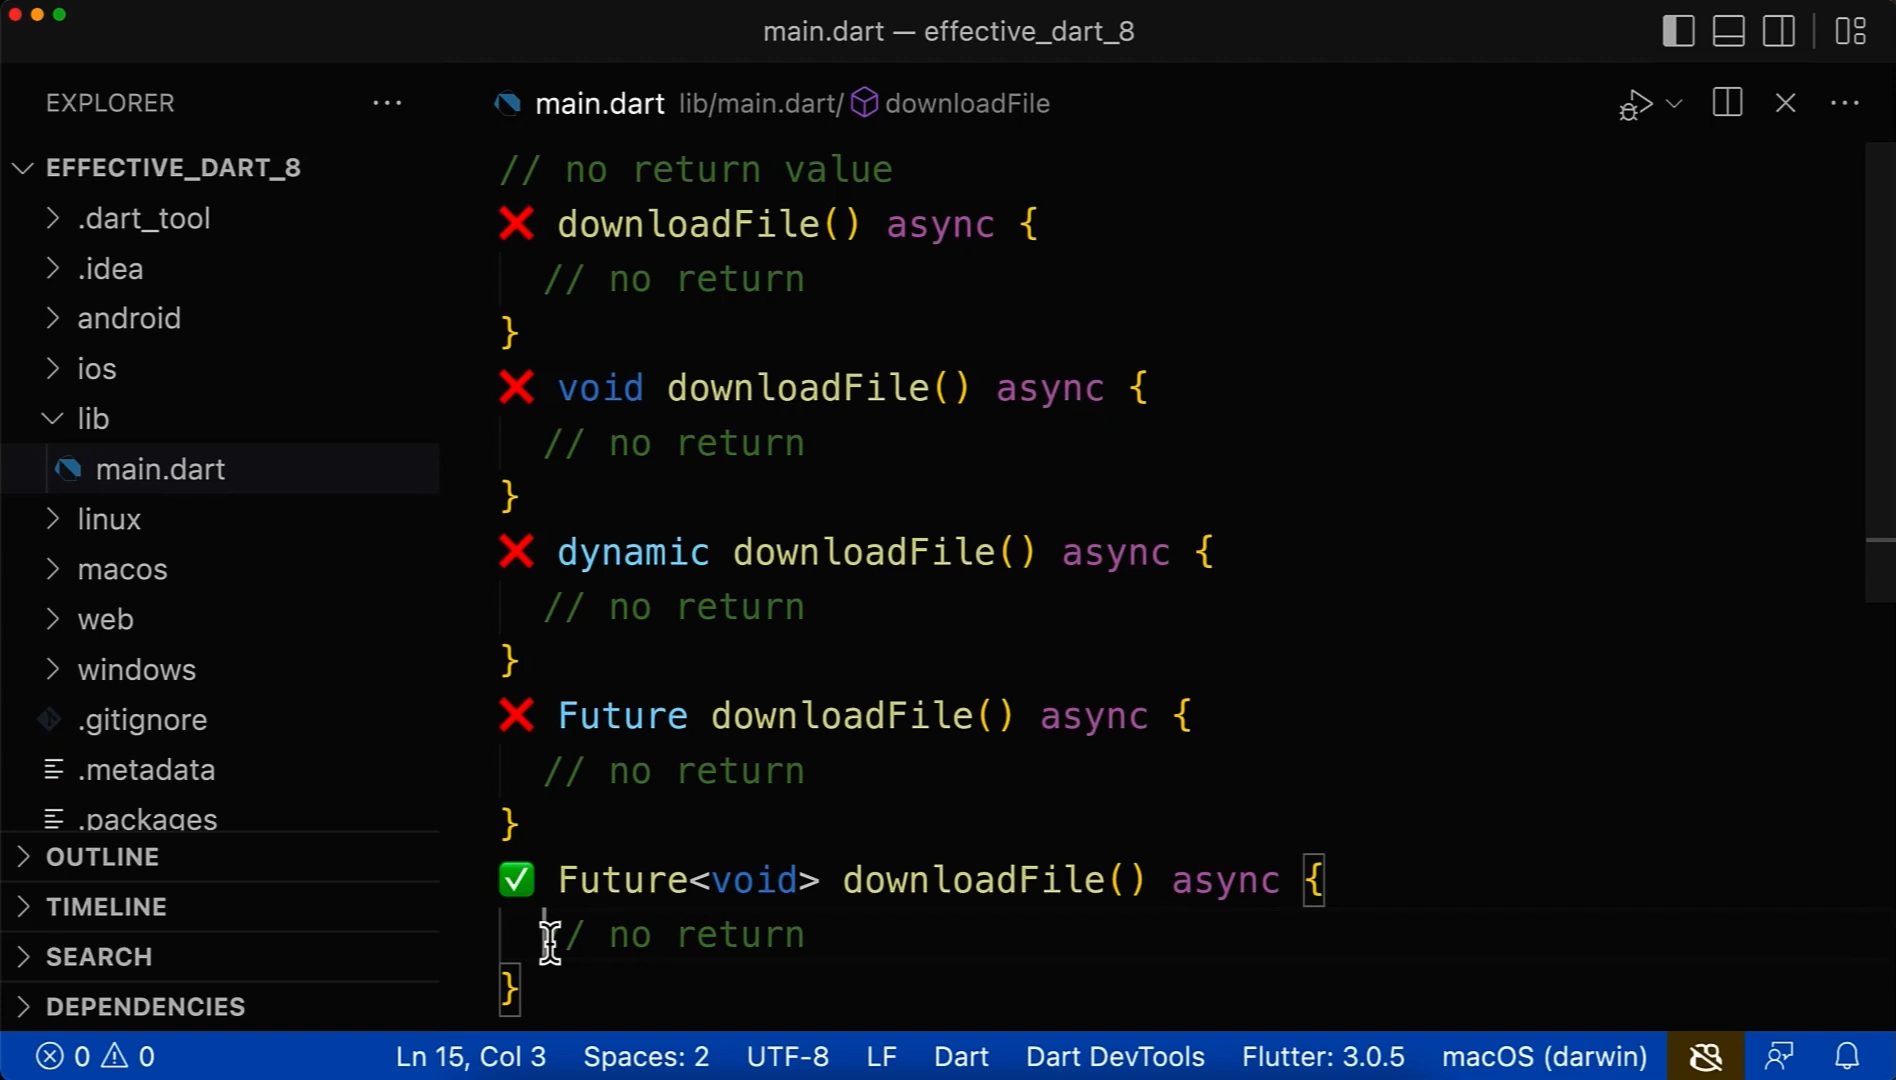 main.dart — effective_dart_8
EXPLORER
main.dart lib/main.dart/ downloadFile
EFFECTIVE_DART_8
.dart_tool
.idea
android
ios
lib
main.dart
linux
macos
web
windows
.gitignore
.metadata
.packages
OUTLINE
TIMELINE
SEARCH
DEPENDENCIES
// no return value
❌ downloadFile() async {
// no return
}
❌ void downloadFile() async {
// no return
}
❌ dynamic downloadFile() async {
// no return
}
❌ Future downloadFile() async {
// no return
}
✅ Future<void> downloadFile() async {
// no return
}
0 0 Ln 15, Col 3 Spaces: 2 UTF-8 LF Dart Dart DevTools Flutter: 3.0.5 macOS (darwin)